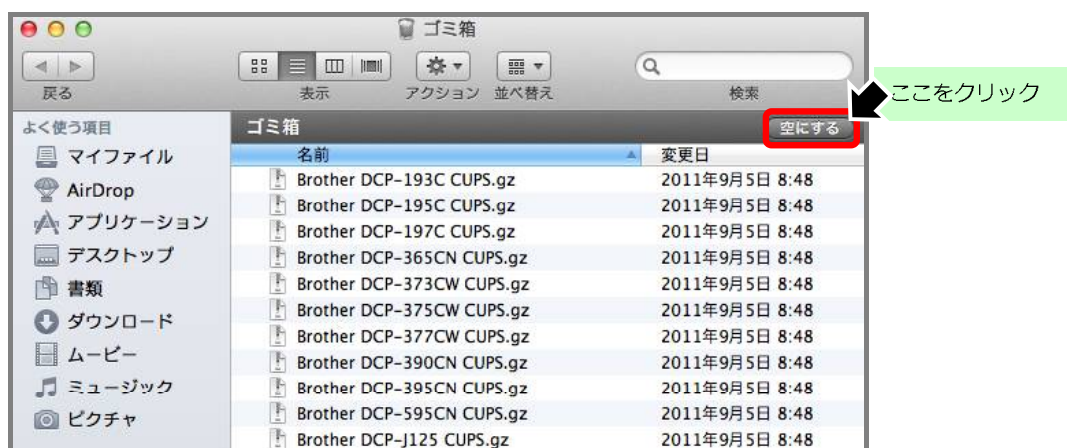 ゴミ箱
戻る
表示
アクション
並べ替え
検索
ここをクリック
よく使う項目
マイファイル
AirDrop
アプリケーション
デスクトップ
書類
ダウンロード
ムービー
ミュージック
ピクチャ
ゴミ箱 空にする
名前 変更日
Brother DCP-193C CUPS.gz 2011年9月5日 8:48
Brother DCP-195C CUPS.gz 2011年9月5日 8:48
Brother DCP-197C CUPS.gz 2011年9月5日 8:48
Brother DCP-365CN CUPS.gz 2011年9月5日 8:48
Brother DCP-373CW CUPS.gz 2011年9月5日 8:48
Brother DCP-375CW CUPS.gz 2011年9月5日 8:48
Brother DCP-377CW CUPS.gz 2011年9月5日 8:48
Brother DCP-390CN CUPS.gz 2011年9月5日 8:48
Brother DCP-395CN CUPS.gz 2011年9月5日 8:48
Brother DCP-595CN CUPS.gz 2011年9月5日 8:48
Brother DCP-J125 CUPS.gz 2011年9月5日 8:48